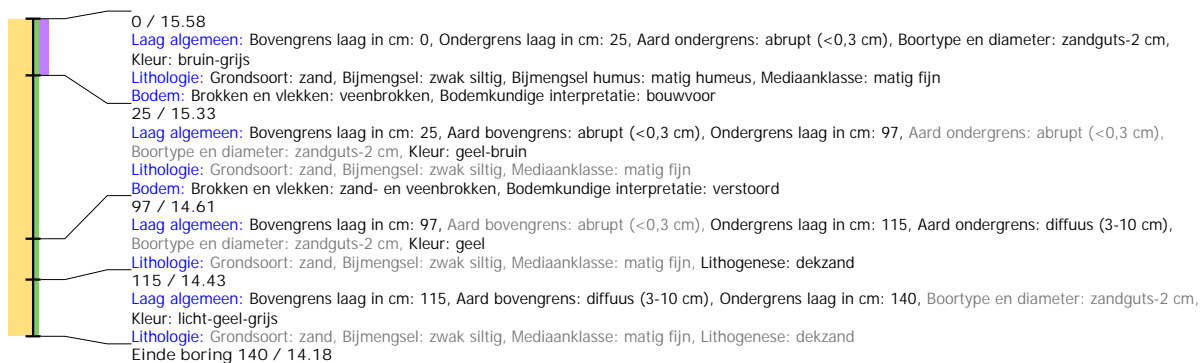 0 / 15.58
Laag algemeen: Bovengrens laag in cm: 0, Ondergrens laag in cm: 25, Aard ondergrens: abrupt (<0,3 cm), Boortype en diameter: zandguts-2 cm,
Kleur: bruin-grijs
Lithologie: Grondsoort: zand, Bijmengsel: zwak siltig, Bijmengsel humus: matig humeus, Mediaanklasse: matig fijn
Bodem: Brokken en vlekken: veenbrokken, Bodemkundige interpretatie: bouwvoor
25 / 15.33
Laag algemeen: Bovengrens laag in cm: 25, Aard bovengrens: abrupt (<0,3 cm), Ondergrens laag in cm: 97, Aard ondergrens: abrupt (<0,3 cm),
Boortype en diameter: zandguts-2 cm, Kleur: geel-bruin
Lithologie: Grondsoort: zand, Bijmengsel: zwak siltig, Mediaanklasse: matig fijn
Bodem: Brokken en vlekken: zand- en veenbrokken, Bodemkundige interpretatie: verstoord
97 / 14.61
Laag algemeen: Bovengrens laag in cm: 97, Aard bovengrens: abrupt (<0,3 cm), Ondergrens laag in cm: 115, Aard ondergrens: diffuus (3-10 cm),
Boortype en diameter: zandguts-2 cm, Kleur: geel
Lithologie: Grondsoort: zand, Bijmengsel: zwak siltig, Mediaanklasse: matig fijn, Lithogenese: dekzand
115 / 14.43
Laag algemeen: Bovengrens laag in cm: 115, Aard bovengrens: diffuus (3-10 cm), Ondergrens laag in cm: 140, Boortype en diameter: zandguts-2 cm,
Kleur: licht-geel-grijs
Lithologie: Grondsoort: zand, Bijmengsel: zwak siltig, Mediaanklasse: matig fijn, Lithogenese: dekzand
Einde boring 140 / 14.18